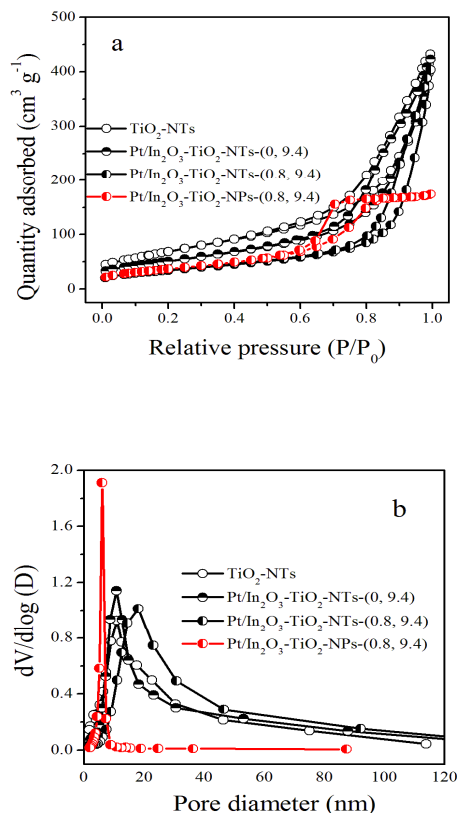 a
500
400
300
200
100
0
Quantity adsorbed (cm³ g⁻¹)
TiO₂-NTs
Pt/In₂O₃-TiO₂-NTs-(0, 9.4)
Pt/In₂O₃-TiO₂-NTs-(0.8, 9.4)
Pt/In₂O₃-TiO₂-NPs-(0.8, 9.4)
0.0 0.2 0.4 0.6 0.8 1.0
Relative pressure (P/P₀)
b
2.0
1.6
1.2
0.8
0.4
0.0
dV/dlog (D)
TiO₂-NTs
Pt/In₂O₃-TiO₂-NTs-(0, 9.4)
Pt/In₂O₃-TiO₂-NTs-(0.8, 9.4)
Pt/In₂O₃-TiO₂-NPs-(0.8, 9.4)
0 20 40 60 80 100 120
Pore diameter (nm)